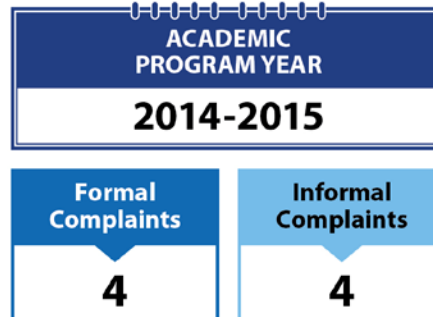 ACADEMIC
PROGRAM YEAR
2014-2015
Formal
Complaints
4
Informal
Complaints
4